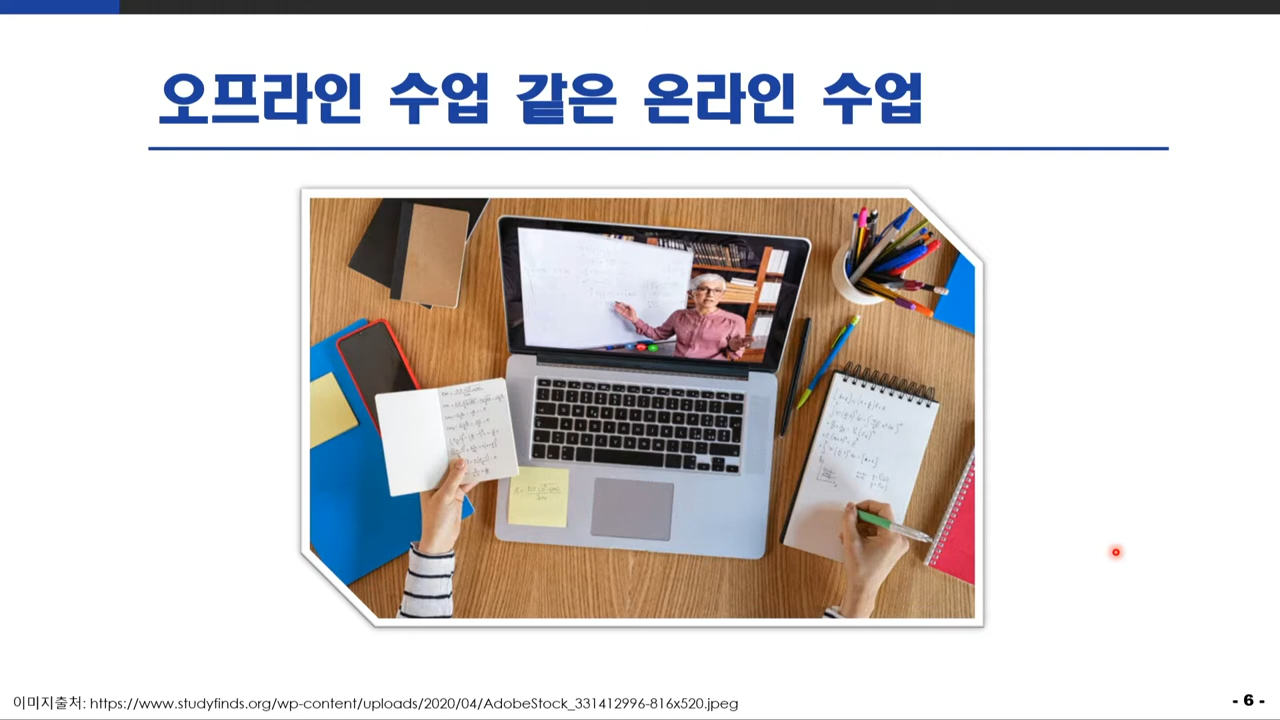 오프라인 수업 같은 온라인 수업
이미지출처: https://www.studyfinds.org/wp-content/uploads/2020/04/AdobeStock_331412996-816x520.jpeg
- 6 -